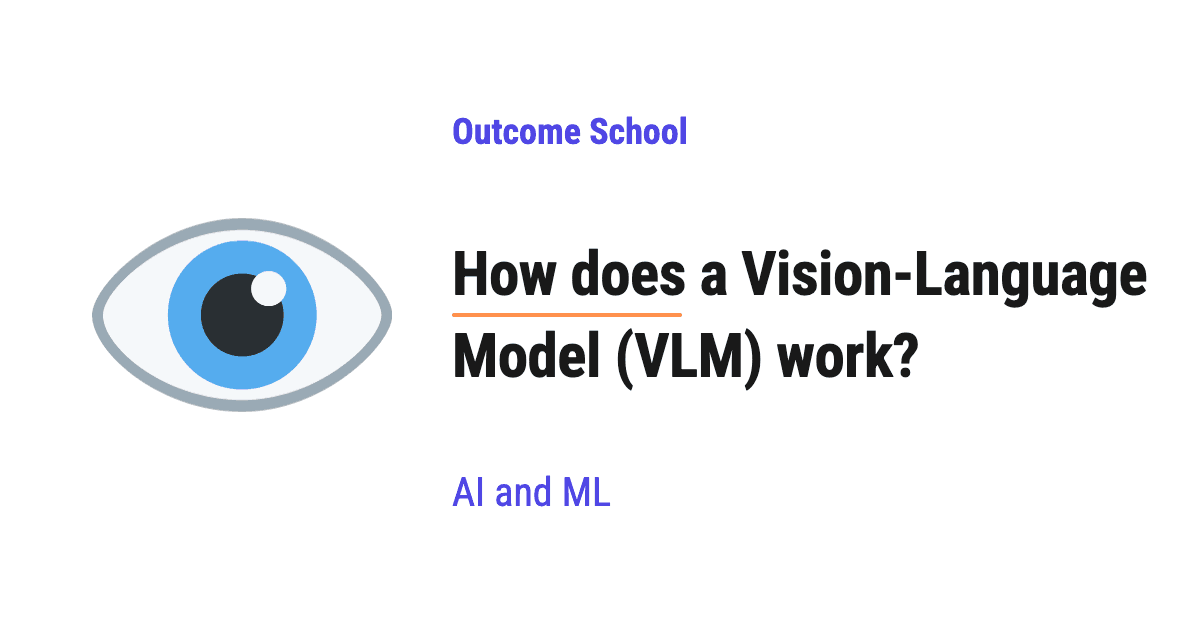 Outcome School
How does a Vision-Language
Model (VLM) work?
AI and ML